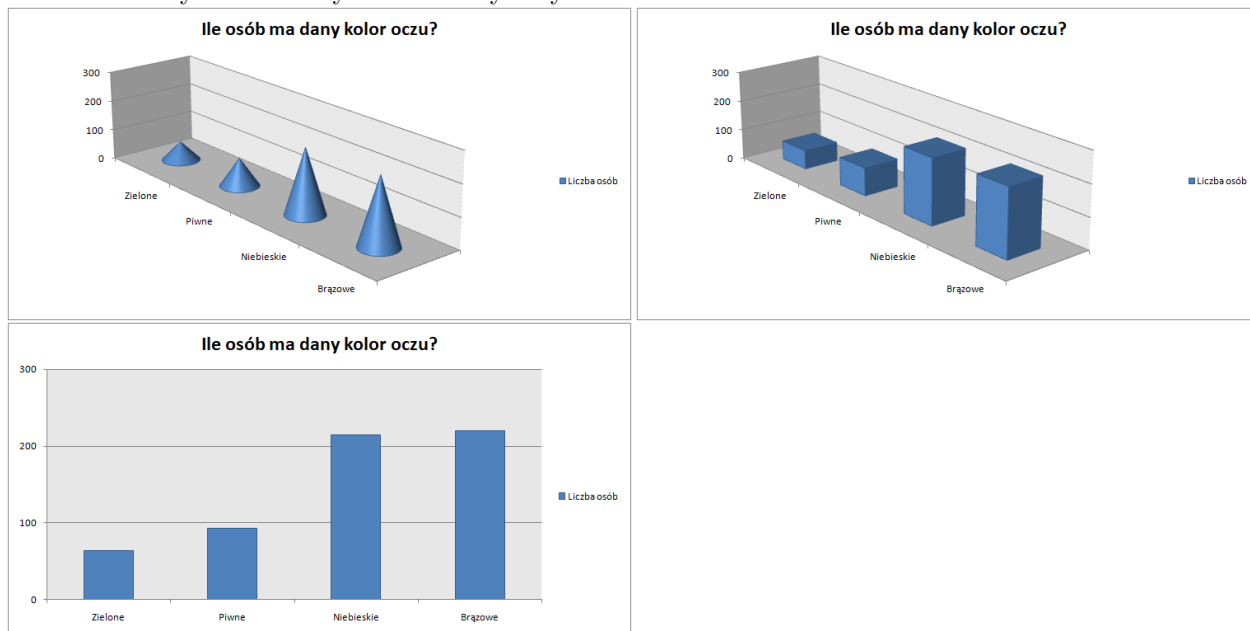 Ile osób ma dany kolor oczu?
300
200
100
0
Zielone
Piwne
Niebieskie
Brązowe
Liczba osób
Ile osób ma dany kolor oczu?
300
200
100
0
Zielone
Piwne
Niebieskie
Brązowe
Liczba osób
Ile osób ma dany kolor oczu?
300
200
100
0
Zielone Piwne Niebieskie Brązowe
Liczba osób